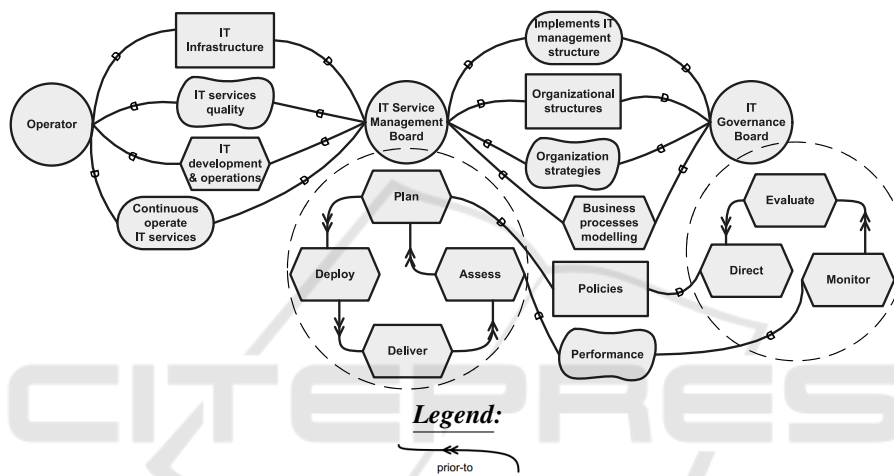 IT
Infrastructure
Implements IT
management
structure
IT services
quality
Organizational
structures
Operator
IT Service
Management
Board
IT
Governance
Board
IT
development
& operations
Organization
strategies
Continuous
operate
IT services
Business
processes
modelling
Plan
Evaluate
Deploy
Assess
Policies
Direct
Monitor
Deliver
Performance
Legend:
prior-to